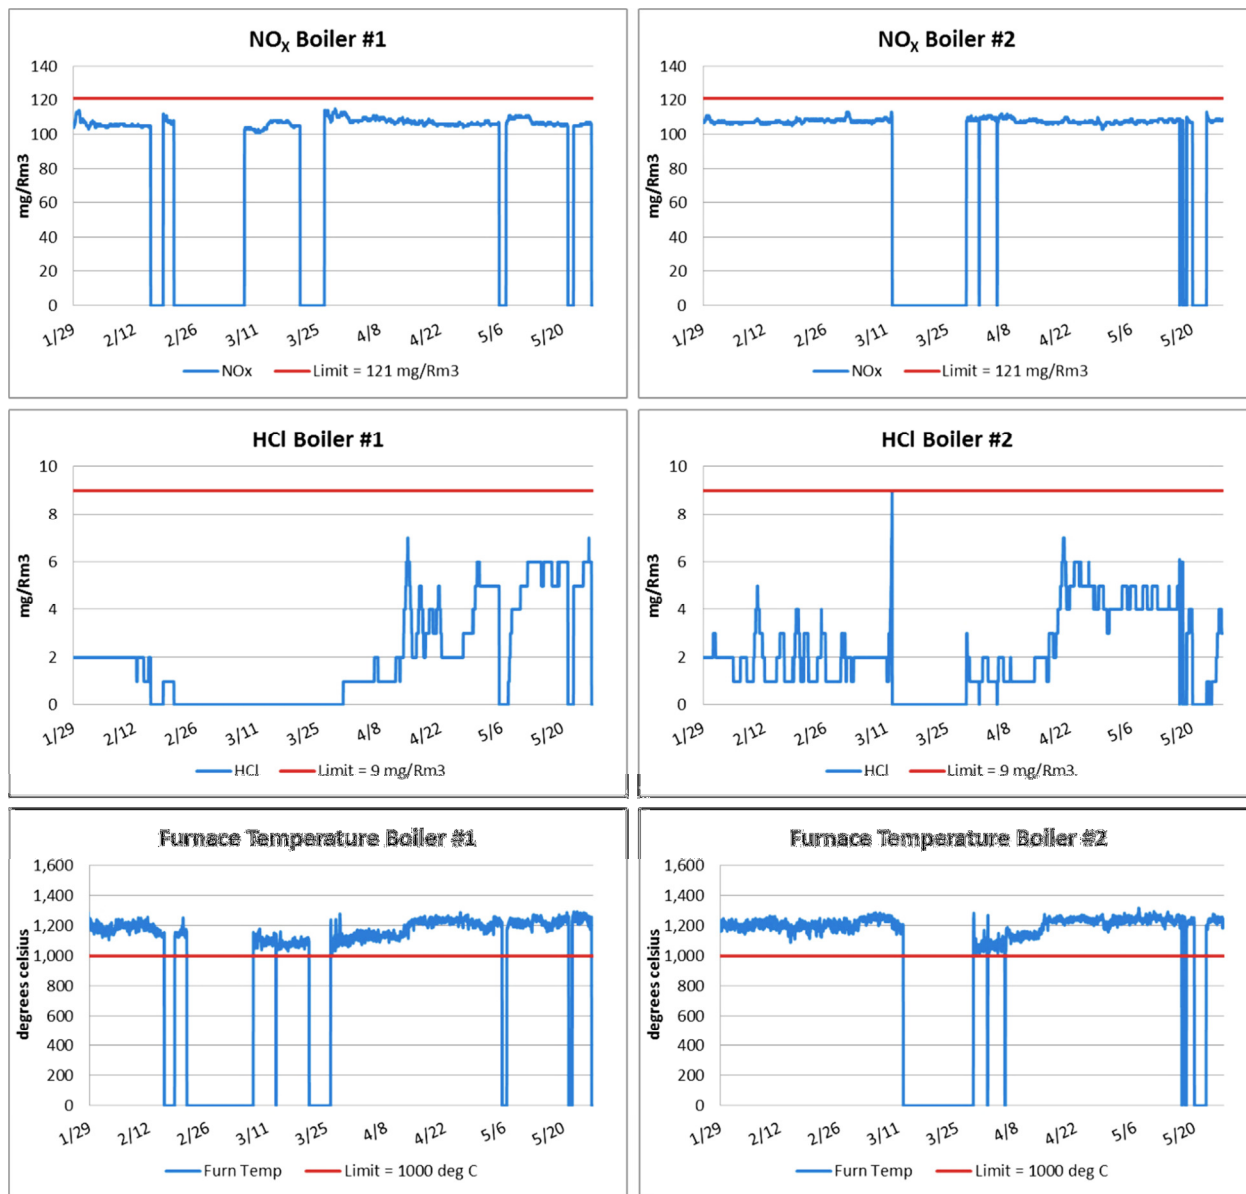 NOX Boiler #1
140
120
100
80
60
40
20
0
mg/Rm3
1/29 2/12 2/26 3/11 3/25 4/8 4/22 5/6 5/20
NOx Limit = 121 mg/Rm3
NOX Boiler #2
140
120
100
80
60
40
20
0
mg/Rm3
1/29 2/12 2/26 3/11 3/25 4/8 4/22 5/6 5/20
NOx Limit = 121 mg/Rm3
HCl Boiler #1
10
8
6
4
2
0
mg/Rm3
1/29 2/12 2/26 3/11 3/25 4/8 4/22 5/6 5/20
HCl Limit = 9 mg/Rm3
HCl Boiler #2
10
8
6
4
2
0
mg/Rm3
1/29 2/12 2/26 3/11 3/25 4/8 4/22 5/6 5/20
HCl Limit = 9 mg/Rm3.
Furnace Temperature Boiler #1
1,600
1,400
1,200
1,000
800
600
400
200
0
degrees celsius
1/29 2/12 2/26 3/11 3/25 4/8 4/22 5/6 5/20
Furn Temp Limit = 1000 deg C
Furnace Temperature Boiler #2
1,600
1,400
1,200
1,000
800
600
400
200
0
degrees celsius
1/29 2/12 2/26 3/11 3/25 4/8 4/22 5/6 5/20
Furn Temp Limit = 1000 deg C